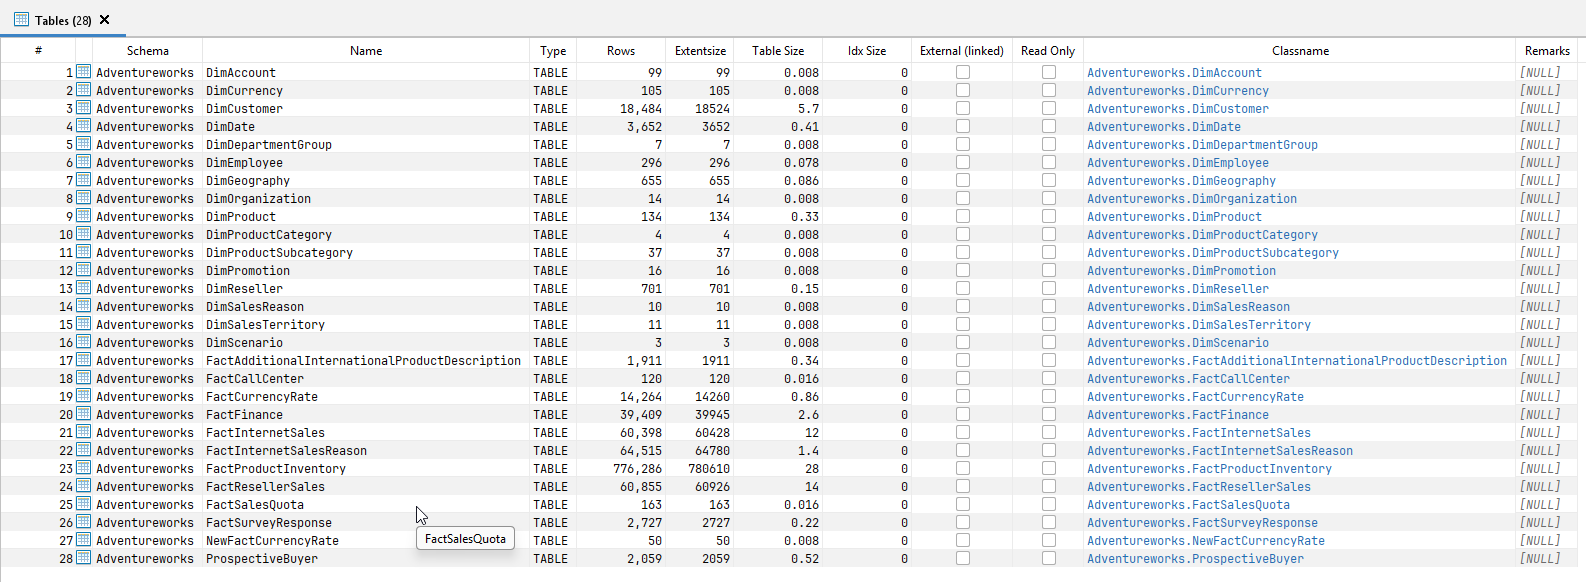 Tables (28)
# Schema Name Type Rows Extentsize Table Size Idx Size External (linked) Read Only Classname Remarks
1 Adventureworks DimAccount TABLE 99 99 0.008 0 Adventureworks.DimAccount [NULL]
2 Adventureworks DimCurrency TABLE 105 105 0.008 0 Adventureworks.DimCurrency [NULL]
3 Adventureworks DimCustomer TABLE 18,484 18524 5.7 0 Adventureworks.DimCustomer [NULL]
4 Adventureworks DimDate TABLE 3,652 3652 0.41 0 Adventureworks.DimDate [NULL]
5 Adventureworks DimDepartmentGroup TABLE 7 7 0.008 0 Adventureworks.DimDepartmentGroup [NULL]
6 Adventureworks DimEmployee TABLE 296 296 0.078 0 Adventureworks.DimEmployee [NULL]
7 Adventureworks DimGeography TABLE 655 655 0.086 0 Adventureworks.DimGeography [NULL]
8 Adventureworks DimOrganization TABLE 14 14 0.008 0 Adventureworks.DimOrganization [NULL]
9 Adventureworks DimProduct TABLE 134 134 0.33 0 Adventureworks.DimProduct [NULL]
10 Adventureworks DimProductCategory TABLE 4 4 0.008 0 Adventureworks.DimProductCategory [NULL]
11 Adventureworks DimProductSubcategory TABLE 37 37 0.008 0 Adventureworks.DimProductSubcategory [NULL]
12 Adventureworks DimPromotion TABLE 16 16 0.008 0 Adventureworks.DimPromotion [NULL]
13 Adventureworks DimReseller TABLE 701 701 0.15 0 Adventureworks.DimReseller [NULL]
14 Adventureworks DimSalesReason TABLE 10 10 0.008 0 Adventureworks.DimSalesReason [NULL]
15 Adventureworks DimSalesTerritory TABLE 11 11 0.008 0 Adventureworks.DimSalesTerritory [NULL]
16 Adventureworks DimScenario TABLE 3 3 0.008 0 Adventureworks.DimScenario [NULL]
17 Adventureworks FactAdditionalInternationalProductDescription TABLE 1,911 1911 0.34 0 Adventureworks.FactAdditionalInternationalProductDescription [NULL]
18 Adventureworks FactCallCenter TABLE 120 120 0.016 0 Adventureworks.FactCallCenter [NULL]
19 Adventureworks FactCurrencyRate TABLE 14,264 14260 0.86 0 Adventureworks.FactCurrencyRate [NULL]
20 Adventureworks FactFinance TABLE 39,409 39945 2.6 0 Adventureworks.FactFinance [NULL]
21 Adventureworks FactInternetSales TABLE 60,398 60428 12 0 Adventureworks.FactInternetSales [NULL]
22 Adventureworks FactInternetSalesReason TABLE 64,515 64780 1.4 0 Adventureworks.FactInternetSalesReason [NULL]
23 Adventureworks FactProductInventory TABLE 776,286 780610 28 0 Adventureworks.FactProductInventory [NULL]
24 Adventureworks FactResellerSales TABLE 60,855 60926 14 0 Adventureworks.FactResellerSales [NULL]
25 Adventureworks FactSalesQuota TABLE 163 163 0.016 0 Adventureworks.FactSalesQuota [NULL]
26 Adventureworks FactSurveyResponse TABLE 2,727 2727 0.22 0 Adventureworks.FactSurveyResponse [NULL]
27 Adventureworks NewFactCurrencyRate TABLE 50 50 0.008 0 Adventureworks.NewFactCurrencyRate [NULL]
FactSalesQuota
28 Adventureworks ProspectiveBuyer TABLE 2,059 2059 0.52 0 Adventureworks.ProspectiveBuyer [NULL]